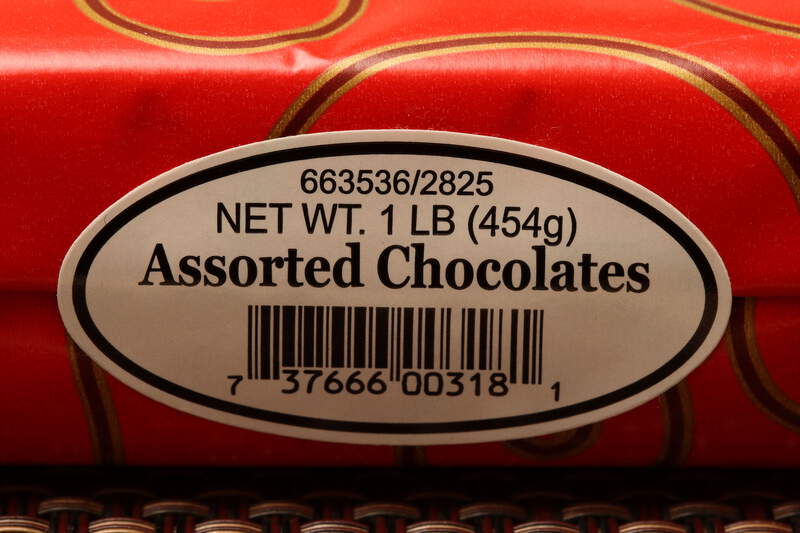 663536/2825
NET WT. 1 LB (454g)
Assorted Chocolates
7 37666 00318 1